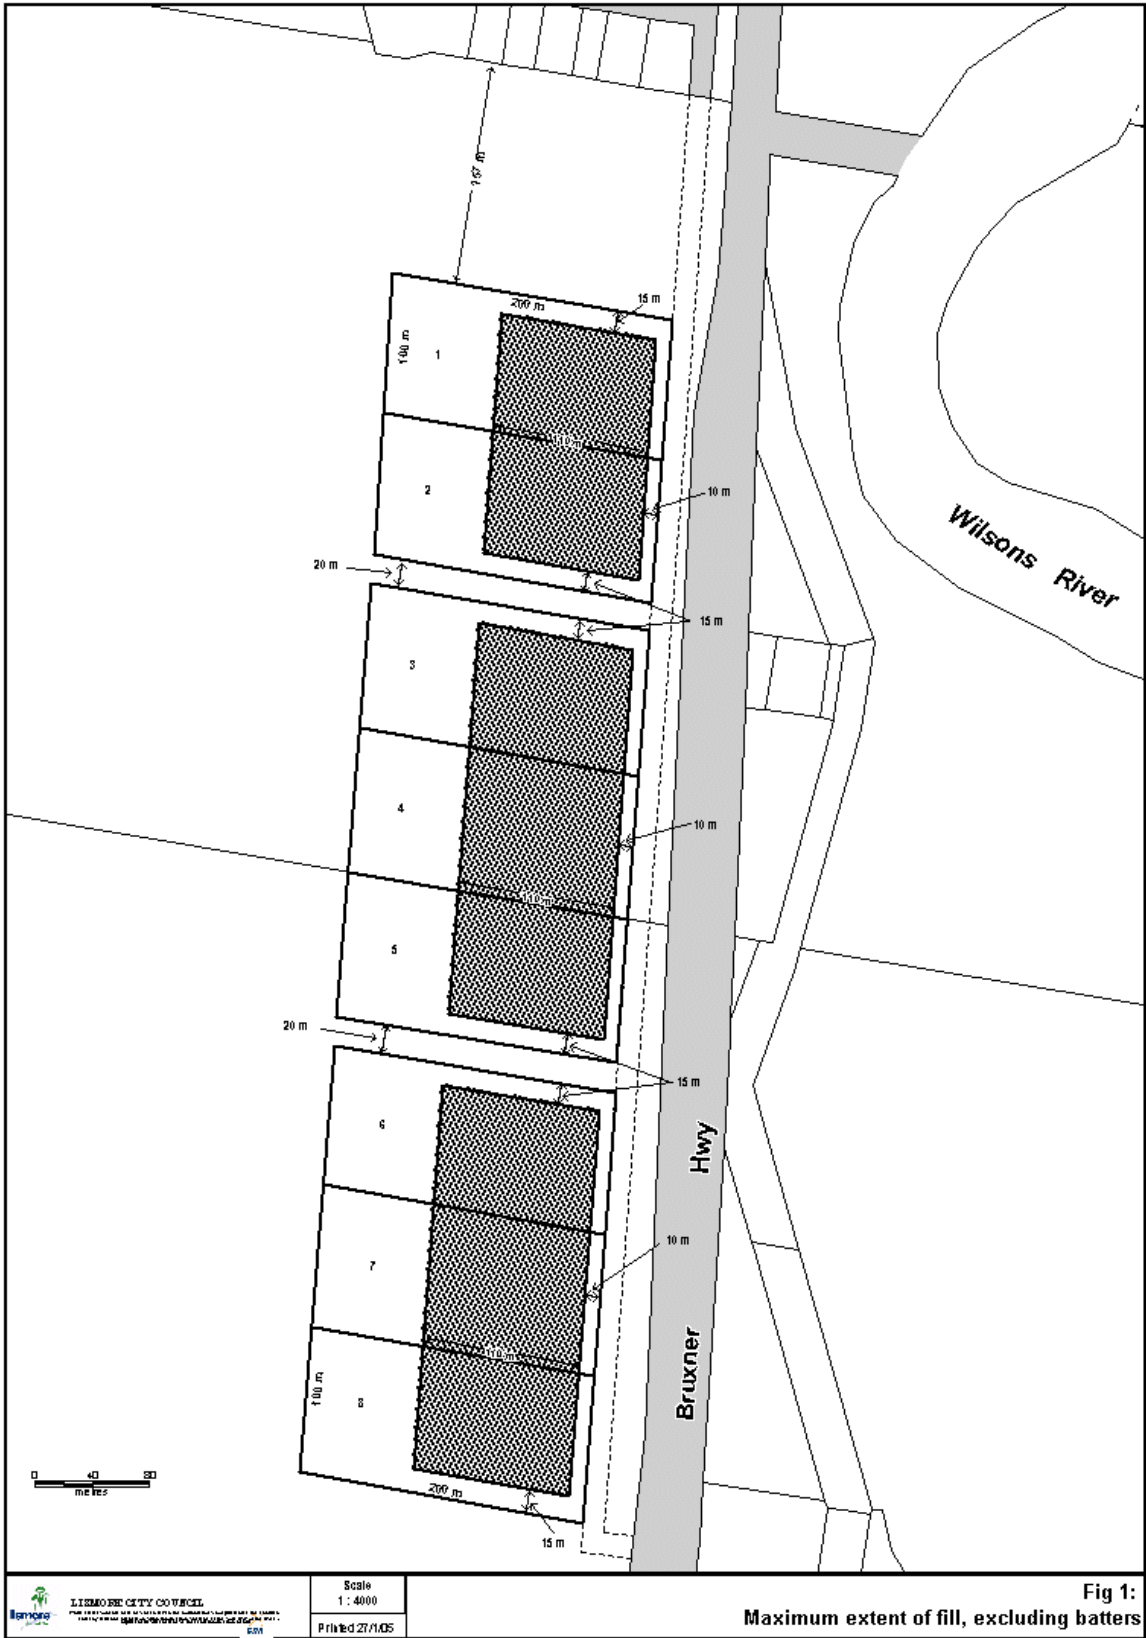 157 m
200 m
15 m
100 m
1
110 m
2
10 m
20 m
15 m
3
4
10 m
110 m
5
20 m
15 m
6
7
10 m
110 m
100 m
8
200 m
15 m
Wilsons River
Bruxner Hwy
0 40 80
metres
lismore
LISMORE CITY COUNCIL
Scale
1 : 4000
Printed 27/1/05
Fig 1:
Maximum extent of fill, excluding batters